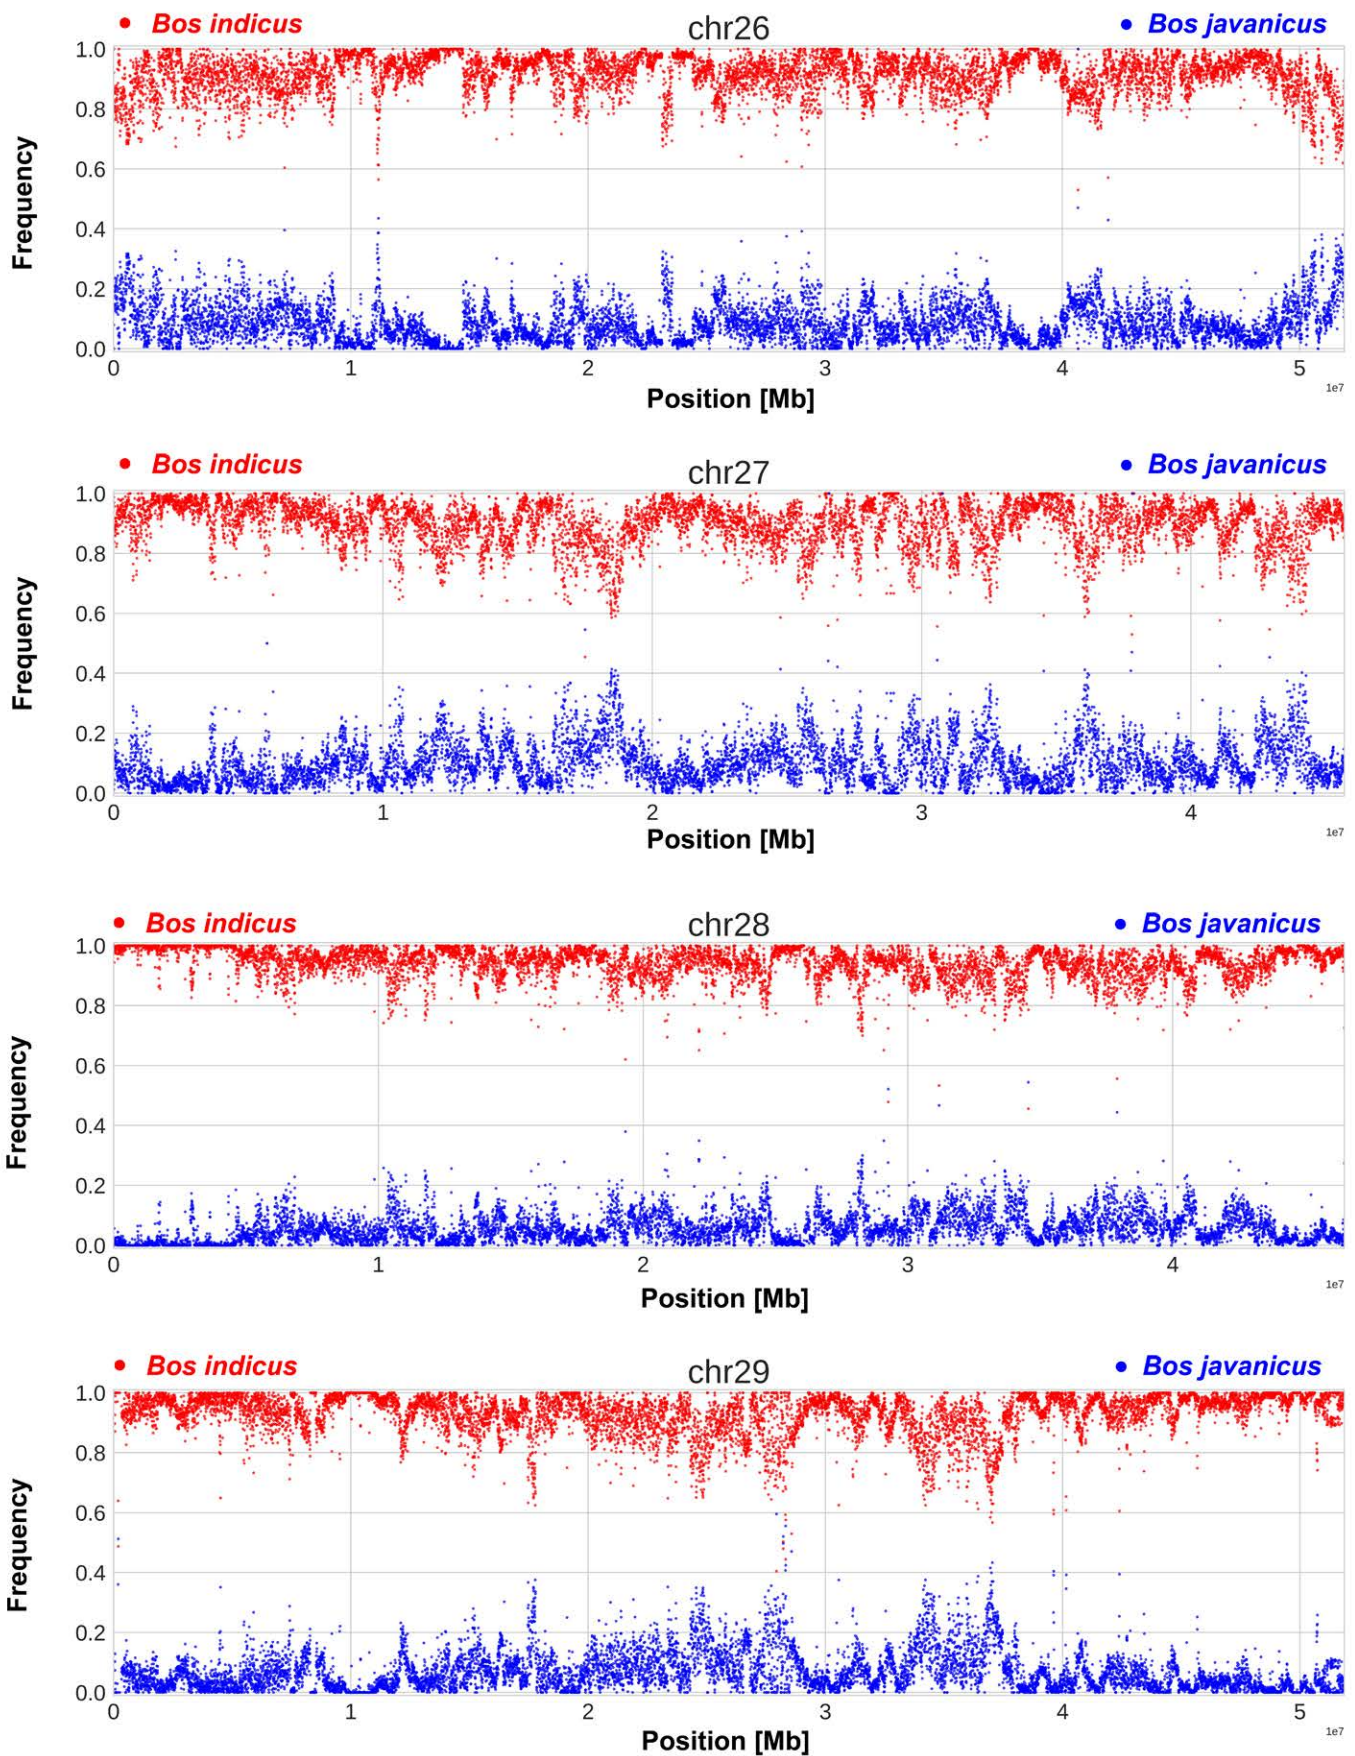 Bos indicus chr26 Bos javanicus
1.0
0.8
0.6
0.4
0.2
0.0
Frequency
0 1 2 3 4 5
1e7
Position [Mb]
Bos indicus chr27 Bos javanicus
1.0
0.8
0.6
0.4
0.2
0.0
Frequency
0 1 2 3 4
1e7
Position [Mb]
Bos indicus chr28 Bos javanicus
1.0
0.8
0.6
0.4
0.2
0.0
Frequency
0 1 2 3 4
1e7
Position [Mb]
Bos indicus chr29 Bos javanicus
1.0
0.8
0.6
0.4
0.2
0.0
Frequency
0 1 2 3 4 5
1e7
Position [Mb]